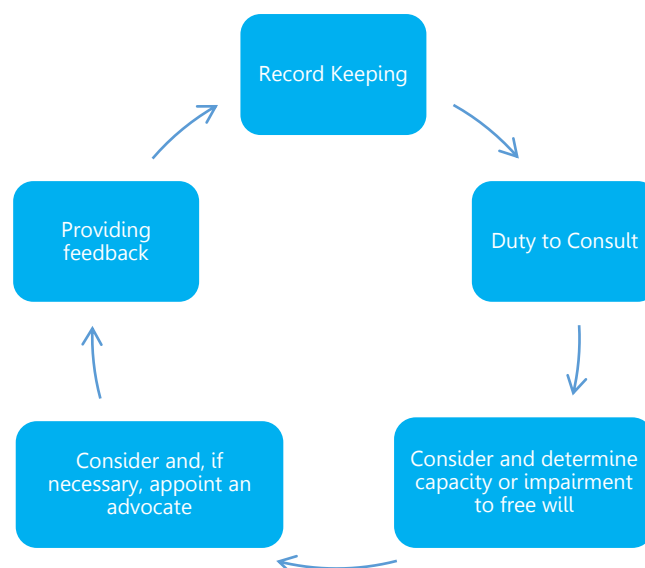 Record Keeping
Duty to Consult
Consider and determine
capacity or impairment
to free will
Consider and, if
necessary, appoint an
advocate
Providing
feedback